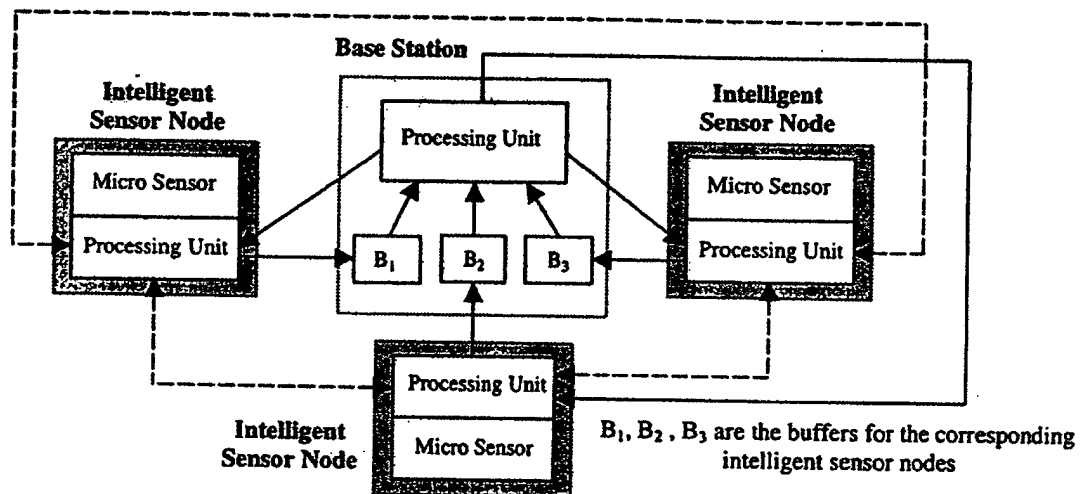 Base Station
Intelligent
Sensor Node
Micro Sensor
Processing Unit
Processing Unit
B₁
B₂
B₃
Intelligent
Sensor Node
Micro Sensor
Processing Unit
Processing Unit
Micro Sensor
Intelligent
Sensor Node
B₁, B₂ , B₃ are the buffers for the corresponding
intelligent sensor nodes